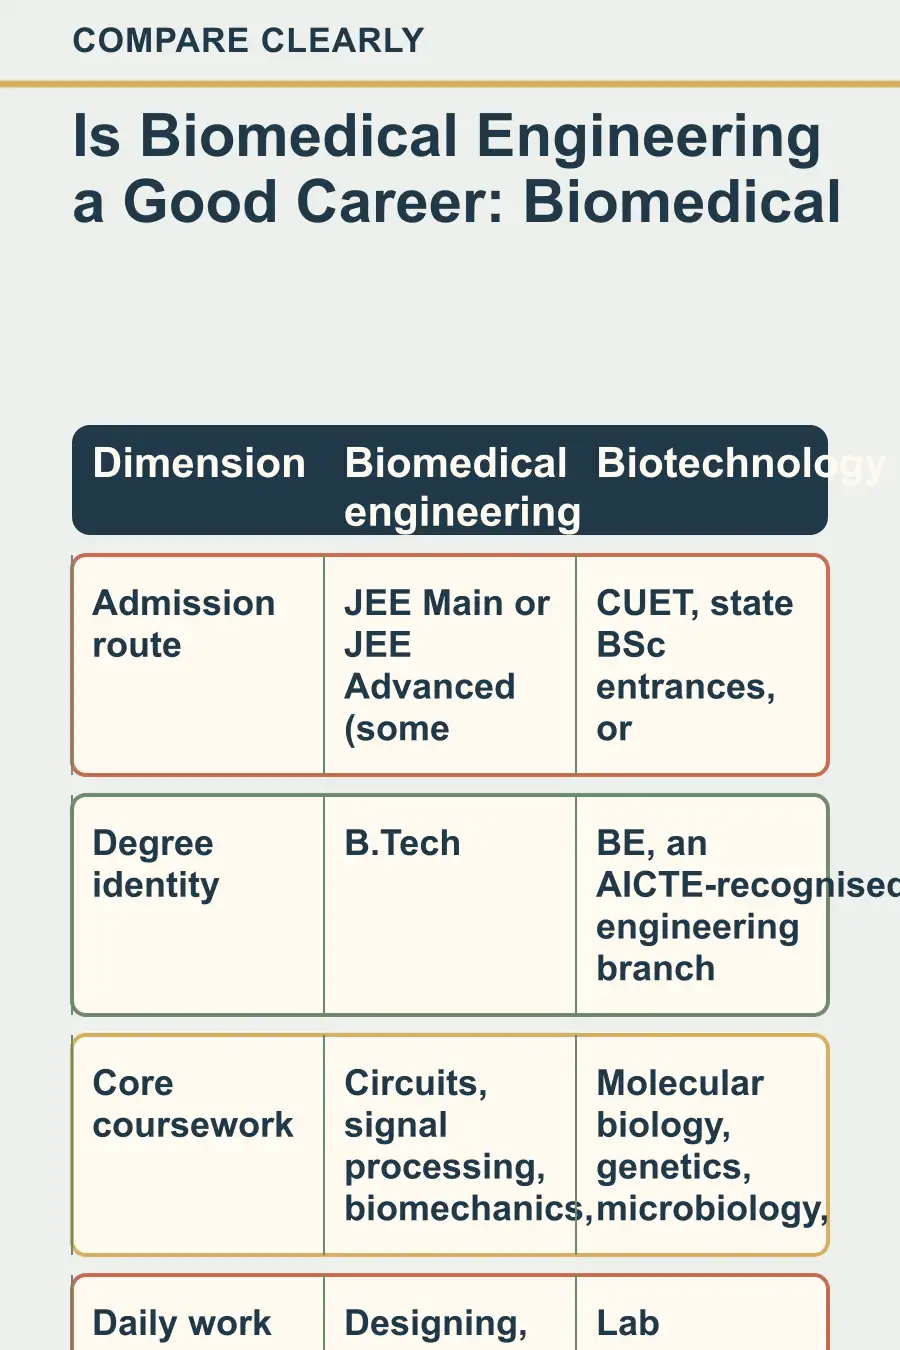 COMPARE CLEARLY
Is Biomedical Engineering
a Good Career: Biomedical
Dimension
Biomedical
engineering
Biotechnology
Admission
route
JEE Main or
JEE
Advanced
(some
CUET, state
BSc
entrances,
or
Degree
identity
B.Tech
BE, an
AICTE-recognised
engineering
branch
Core
coursework
Circuits,
signal
processing,
biomechanics,
Molecular
biology,
genetics,
microbiology,
Daily work
Designing,
Lab